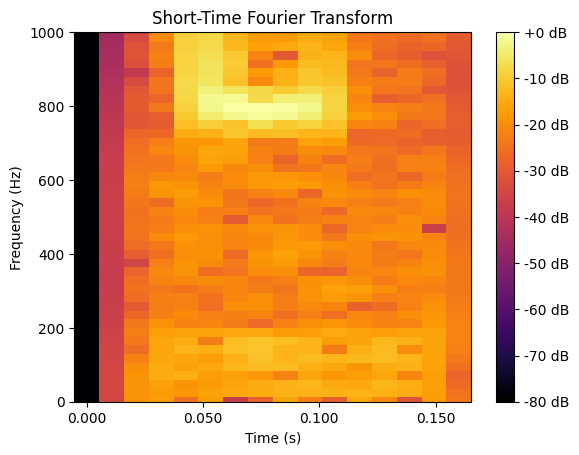 Short-Time Fourier Transform
Frequency (Hz)
1000
800
600
400
200
0
0.000
0.050
0.100
0.150
Time (s)
+0 dB
-10 dB
-20 dB
-30 dB
-40 dB
-50 dB
-60 dB
-70 dB
-80 dB